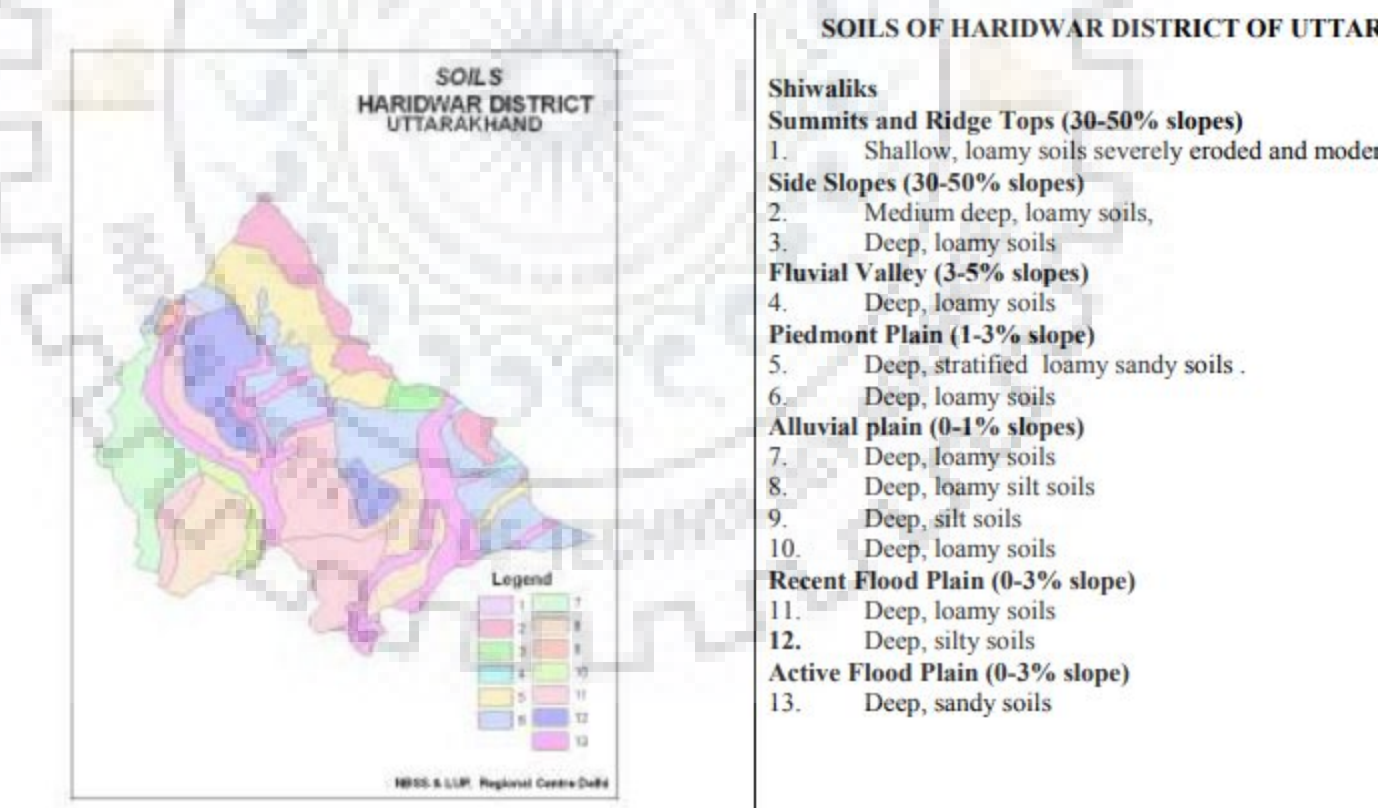 SOILS
HARIDWAR DISTRICT
UTTARAKHAND
Legend
1 7
2 8
3 9
4 10
5 11
6 12
13
NBSS & LUP, Regional Centre Delhi
SOILS OF HARIDWAR DISTRICT OF UTTAR
Shiwaliks
Summits and Ridge Tops (30-50% slopes)
1. Shallow, loamy soils severely eroded and moder
Side Slopes (30-50% slopes)
2. Medium deep, loamy soils,
3. Deep, loamy soils
Fluvial Valley (3-5% slopes)
4. Deep, loamy soils
Piedmont Plain (1-3% slope)
5. Deep, stratified loamy sandy soils .
6. Deep, loamy soils
Alluvial plain (0-1% slopes)
7. Deep, loamy soils
8. Deep, loamy silt soils
9. Deep, silt soils
10. Deep, loamy soils
Recent Flood Plain (0-3% slope)
11. Deep, loamy soils
12. Deep, silty soils
Active Flood Plain (0-3% slope)
13. Deep, sandy soils